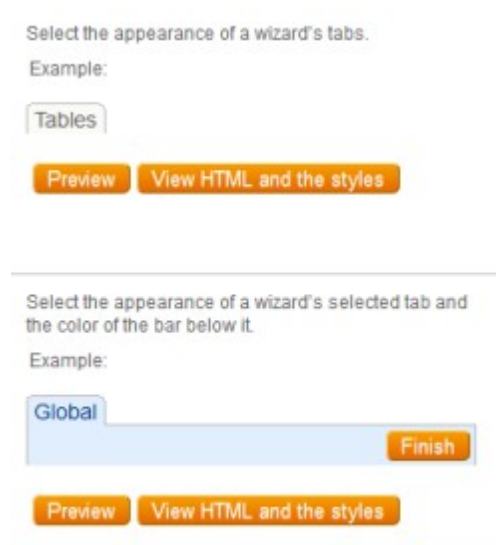 Select the appearance of a wizard's tabs.
Example:
Tables
Preview View HTML and the styles
Select the appearance of a wizard's selected tab and
the color of the bar below it.
Example:
Global
Finish
Preview View HTML and the styles